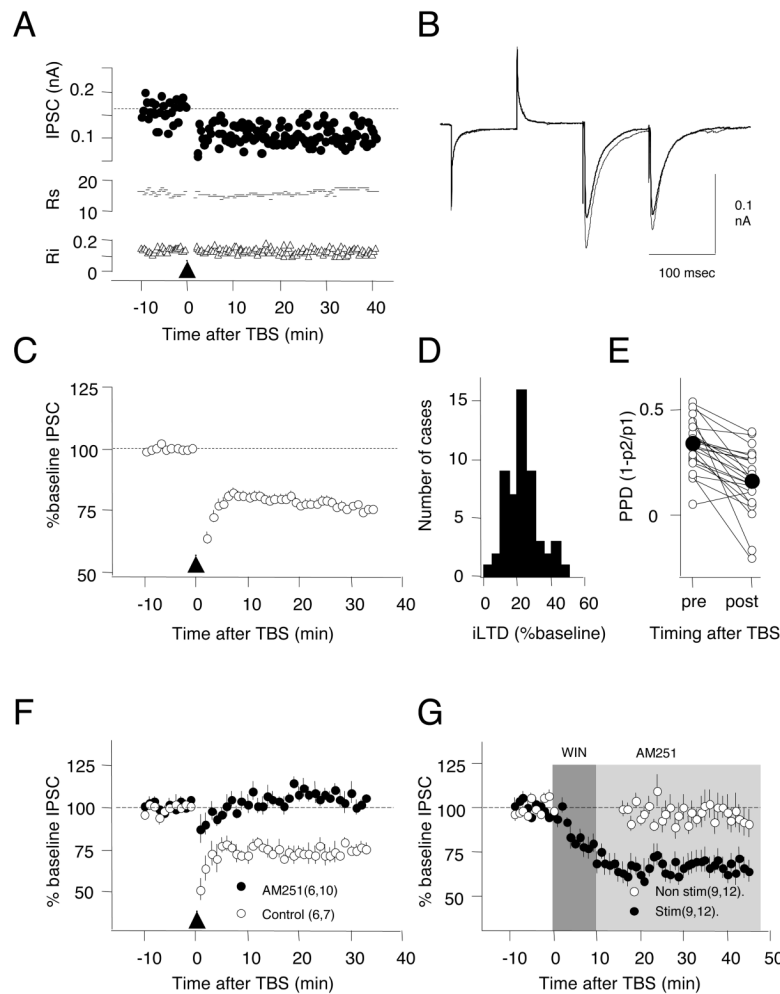 A
IPSC (nA)
0.2
0.1
Rs
20
10
Ri
0.2
0
-10 0 10 20 30 40
Time after TBS (min)
B
0.1
nA
100 msec
C
%baseline IPSC
125
100
75
50
-10 0 10 20 30 40
Time after TBS (min)
D
Number of cases
15
10
5
0
0 20 40 60
iLTD (%baseline)
E
PPD (1-p2/p1)
0.5
0
pre post
Timing after TBS
F
% baseline IPSC
125
100
75
50
AM251(6,10)
Control (6,7)
-10 0 10 20 30 40
Time after TBS (min)
G
WIN AM251
% baseline IPSC
125
100
75
50
Non stim(9,12).
Stim(9,12).
-10 0 10 20 30 40 50
Time after TBS (min)